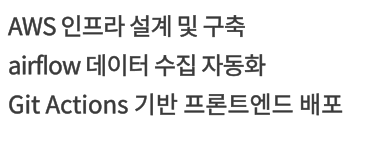 AWS 인프라 설계 및 구축
airflow 데이터 수집 자동화
Git Actions 기반 프론트엔드 배포